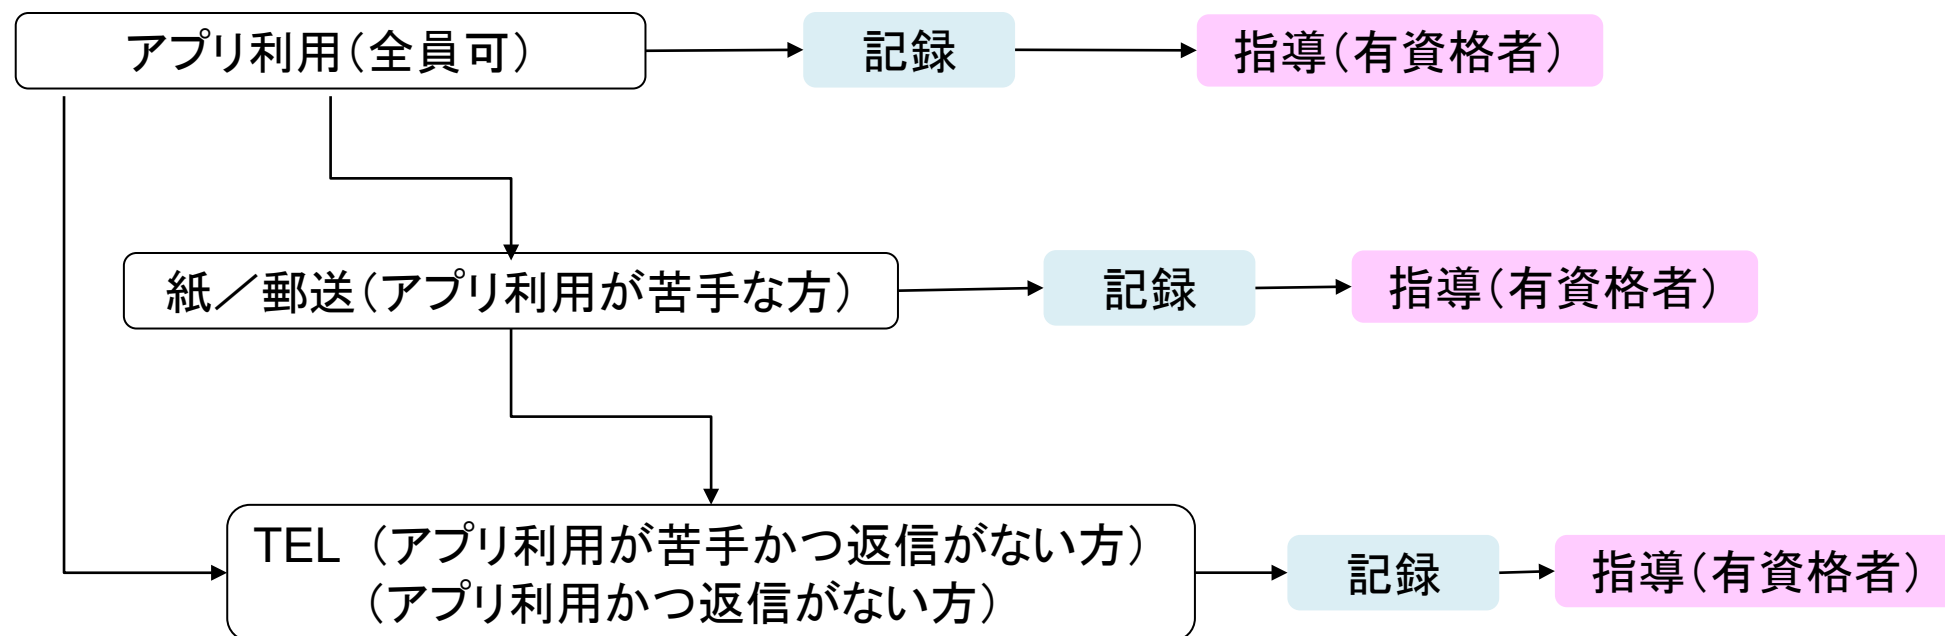 アプリ利用（全員可）
記録
指導（有資格者）
紙／郵送（アプリ利用が苦手な方）
記録
指導（有資格者）
TEL （アプリ利用が苦手かつ返信がない方）
（アプリ利用かつ返信がない方）
記録
指導（有資格者）